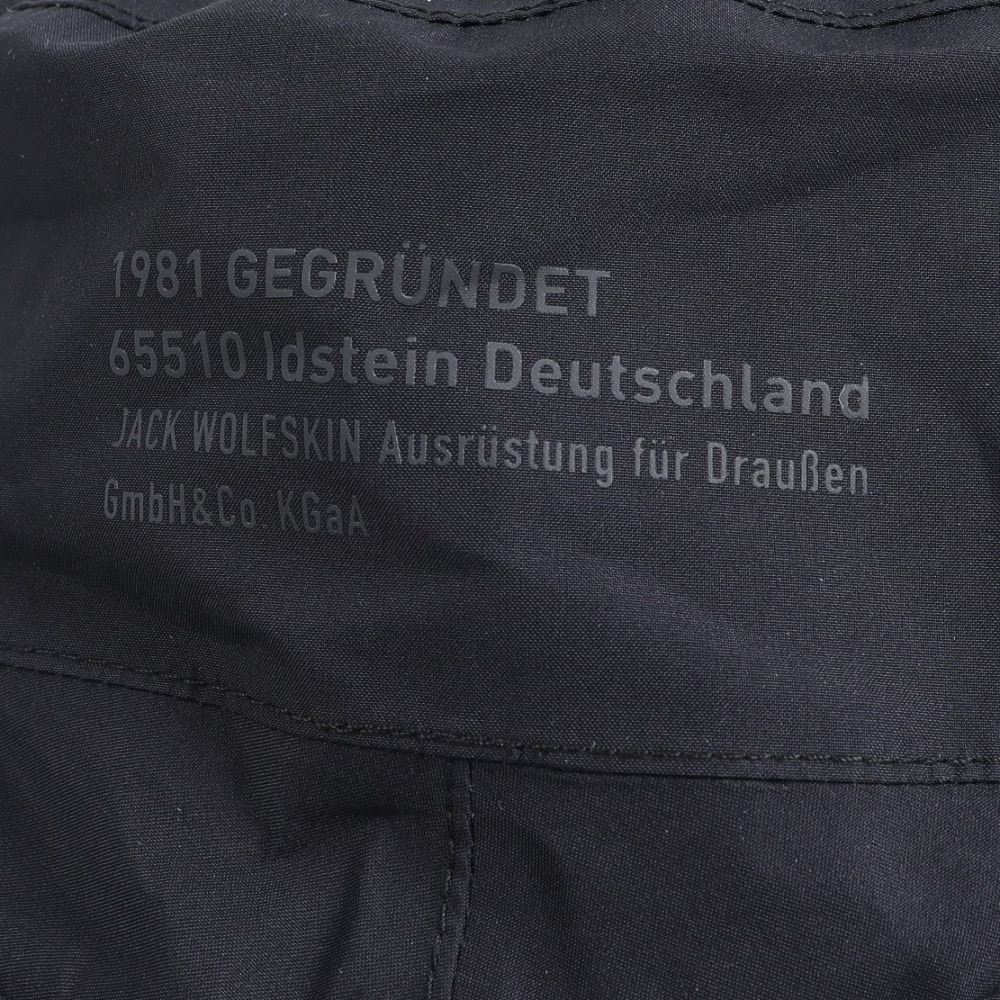 1981 GEGRÜNDET
65510 Idstein Deutschland
JACK WOLFSKIN Ausrüstung für Draußen
GmbH&Co. KGaA